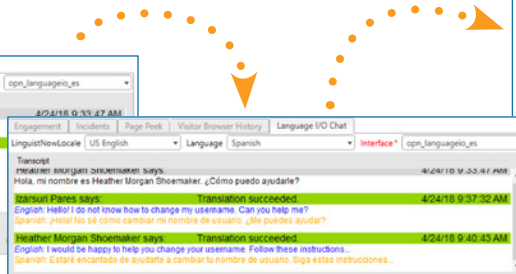 opn_languageio_es
4/24/18 9:33:47 AM
Engagement Incidents Page Peek Visitor Browser History Language I/O Chat
LinguistNowLocale US English Language Spanish Interface* opn_languageio_es
Transcript
Heather Morgan Shoemaker says: 4/24/18 9:33:47 AM
Hola, mi nombre es Heather Morgan Shoemaker. ¿Cómo puedo ayudarle?
Izarsun Pares says: Translation succeeded. 4/24/18 9:37:32 AM
English: Hello! I do not know how to change my username. Can you help me?
Spanish: ¡Hola! No sé cómo cambiar mi nombre de usuario. ¿Me puedes ayudar?
Heather Morgan Shoemaker says: Translation succeeded. 4/24/18 9:40:43 AM
English: I would be happy to help you change your username. Follow these instructions...
Spanish: Estaré encantado de ayudarte a cambiar tu nombre de usuario. Siga estas instrucciones...